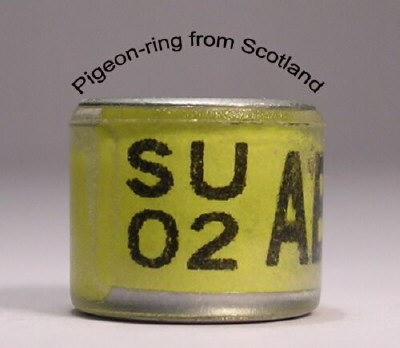 Pigeon-ring from Scotland
SU
02